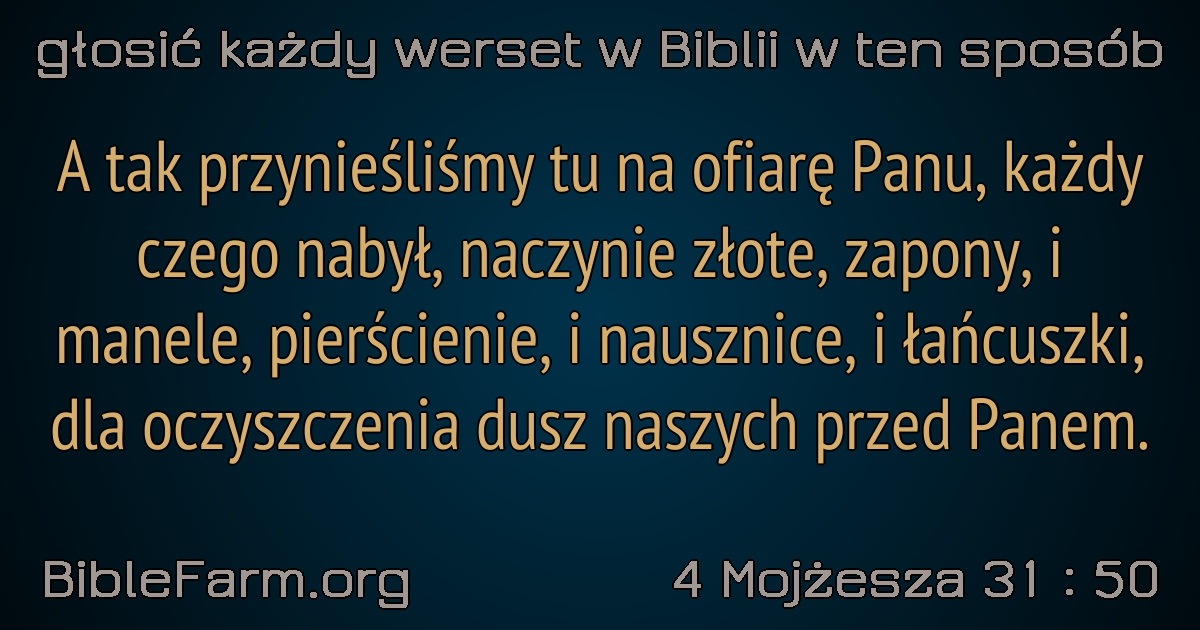 głosić każdy werset w Biblii w ten sposób
A tak przynieśliśmy tu na ofiarę Panu, każdy
czego nabył, naczynie złote, zapony, i
manele, pierścienie, i nausznice, i łańcuszki,
dla oczyszczenia dusz naszych przed Panem.
BibleFarm.org
4 Mojżesza 31 : 50